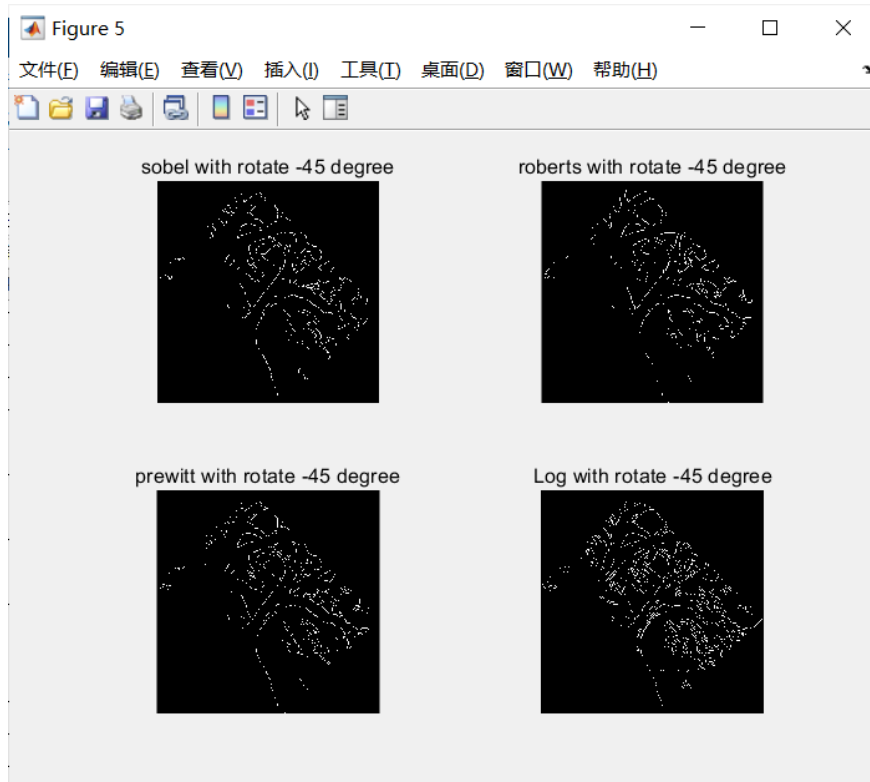 Figure 5
文件(F) 编辑(E) 查看(V) 插入(I) 工具(T) 桌面(D) 窗口(W) 帮助(H)
sobel with rotate -45 degree
roberts with rotate -45 degree
prewitt with rotate -45 degree
Log with rotate -45 degree